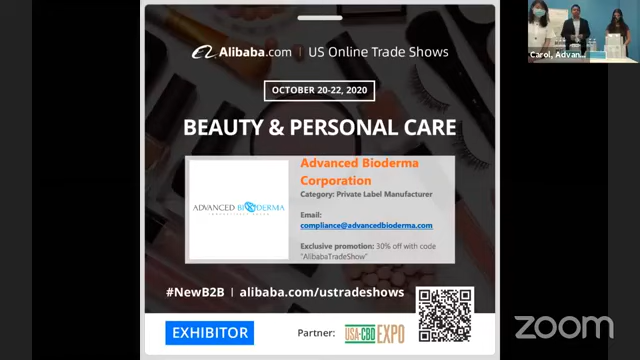 Alibaba.com | US Online Trade Shows
OCTOBER 20-22, 2020
BEAUTY & PERSONAL CARE
ADVANCED BIODERMA
Advanced Bioderma
Corporation
Category: Private Label Manufacturer
Email:
compliance@advancedbioderma.com
Exclusive promotion: 30% off with code
"AlibabaTradeShow"
#NewB2B | alibaba.com/ustradeshows
EXHIBITOR
Partner:
USA-CBD EXPO
Carol, Advan...
zoom